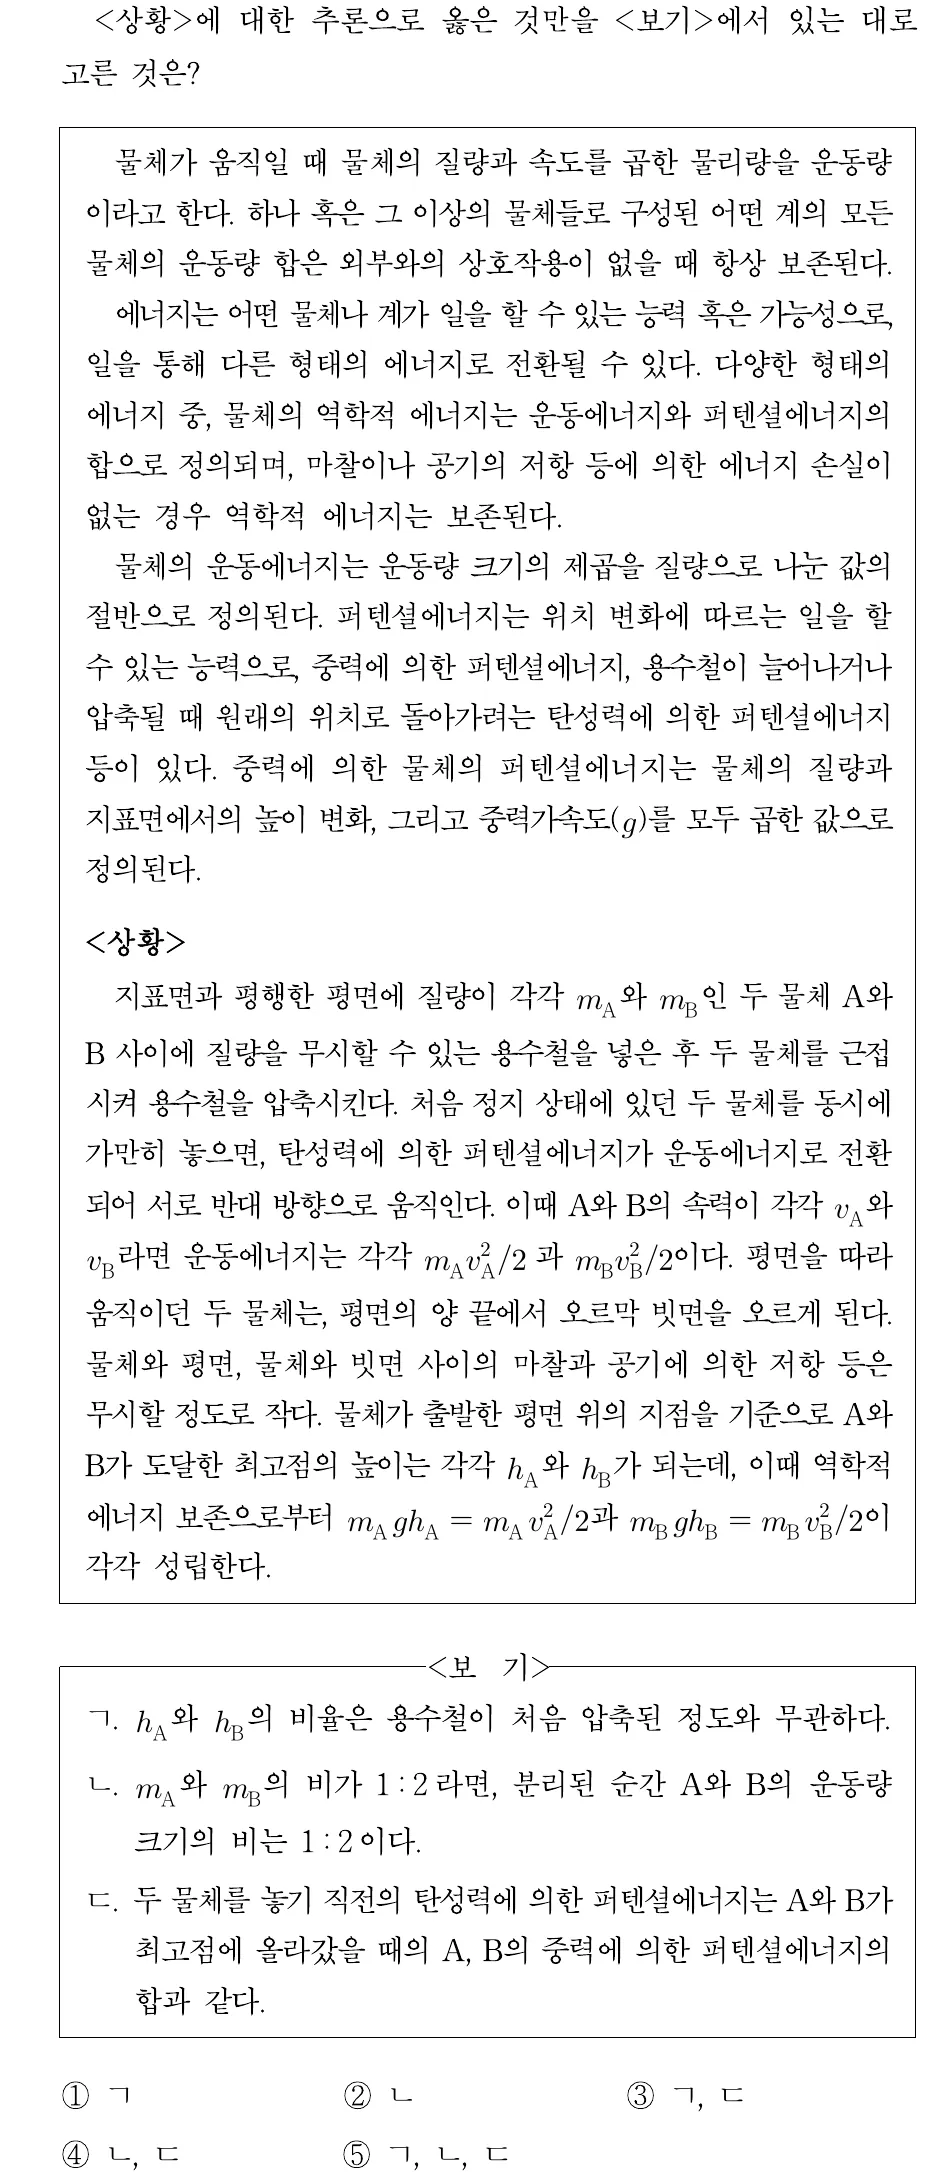 <상황>에 대한 추론으로 옳은 것만을 <보기>에서 있는 대로
고른 것은?
물체가 움직일 때 물체의 질량과 속도를 곱한 물리량을 운동량
이라고 한다. 하나 혹은 그 이상의 물체들로 구성된 어떤 계의 모든
물체의 운동량 합은 외부와의 상호작용이 없을 때 항상 보존된다.
에너지는 어떤 물체나 계가 일을 할 수 있는 능력 혹은 가능성으로,
일을 통해 다른 형태의 에너지로 전환될 수 있다. 다양한 형태의
에너지 중, 물체의 역학적 에너지는 운동에너지와 퍼텐셜에너지의
합으로 정의되며, 마찰이나 공기의 저항 등에 의한 에너지 손실이
없는 경우 역학적 에너지는 보존된다.
물체의 운동에너지는 운동량 크기의 제곱을 질량으로 나눈 값의
절반으로 정의된다. 퍼텐셜에너지는 위치 변화에 따르는 일을 할
수 있는 능력으로, 중력에 의한 퍼텐셜에너지, 용수철이 늘어나거나
압축될 때 원래의 위치로 돌아가려는 탄성력에 의한 퍼텐셜에너지
등이 있다. 중력에 의한 물체의 퍼텐셜에너지는 물체의 질량과
지표면에서의 높이 변화, 그리고 중력가속도(g)를 모두 곱한 값으로
정의된다.
<상황>
지표면과 평행한 평면에 질량이 각각 m_A와 m_B인 두 물체 A와
B 사이에 질량을 무시할 수 있는 용수철을 넣은 후 두 물체를 근접
시켜 용수철을 압축시킨다. 처음 정지 상태에 있던 두 물체를 동시에
가만히 놓으면, 탄성력에 의한 퍼텐셜에너지가 운동에너지로 전환
되어 서로 반대 방향으로 움직인다. 이때 A와 B의 속력이 각각 v_A와
v_B라면 운동에너지는 각각 m_A v_A^2/2 과 m_B v_B^2/2이다. 평면을 따라
움직이던 두 물체는, 평면의 양 끝에서 오르막 빗면을 오르게 된다.
물체와 평면, 물체와 빗면 사이의 마찰과 공기에 의한 저항 등은
무시할 정도로 작다. 물체가 출발한 평면 위의 지점을 기준으로 A와
B가 도달한 최고점의 높이는 각각 h_A와 h_B가 되는데, 이때 역학적
에너지 보존으로부터 m_A gh_A = m_A v_A^2/2과 m_B gh_B = m_B v_B^2/2이
각각 성립한다.
<보 기>
ㄱ. h_A와 h_B의 비율은 용수철이 처음 압축된 정도와 무관하다.
ㄴ. m_A와 m_B의 비가 1 : 2라면, 분리된 순간 A와 B의 운동량
크기의 비는 1 : 2이다.
ㄷ. 두 물체를 놓기 직전의 탄성력에 의한 퍼텐셜에너지는 A와 B가
최고점에 올라갔을 때의 A, B의 중력에 의한 퍼텐셜에너지의
합과 같다.
① ㄱ ② ㄴ ③ ㄱ, ㄷ
④ ㄴ, ㄷ ⑤ ㄱ, ㄴ, ㄷ